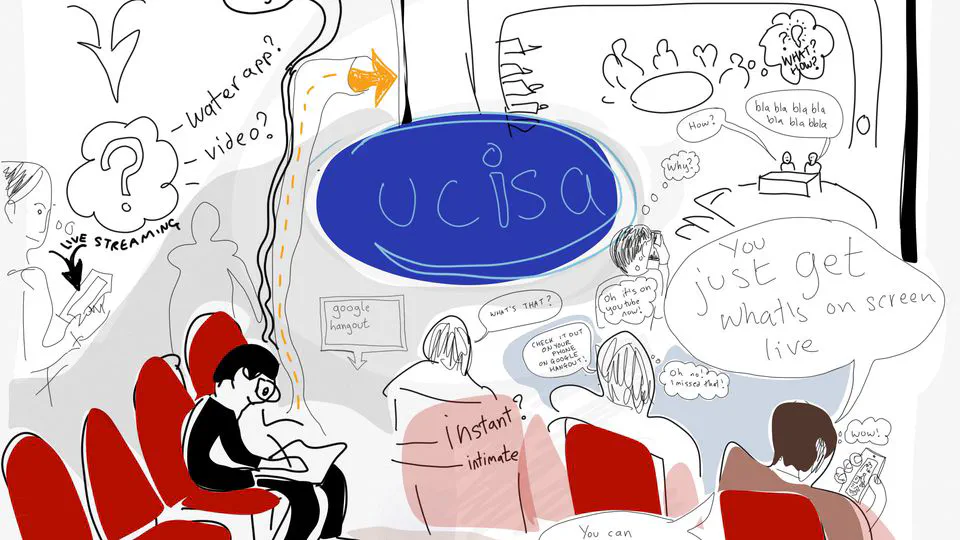 water app?
?
video?
LIVE STREAMING
ucisa
? ?
WHAT?
HOW?
bla bla bla bla
bla bla bbla
How?
Why?
You
just get
what's on screen
live
google
hangout
WHAT'S THAT?
Oh it's on
youtube
now!
CHECK IT OUT
ON YOUR
PHONE
ON GOOGLE
HANGOUT!
Oh no!
I missed that!
?
instant
intimate
wow!
You can